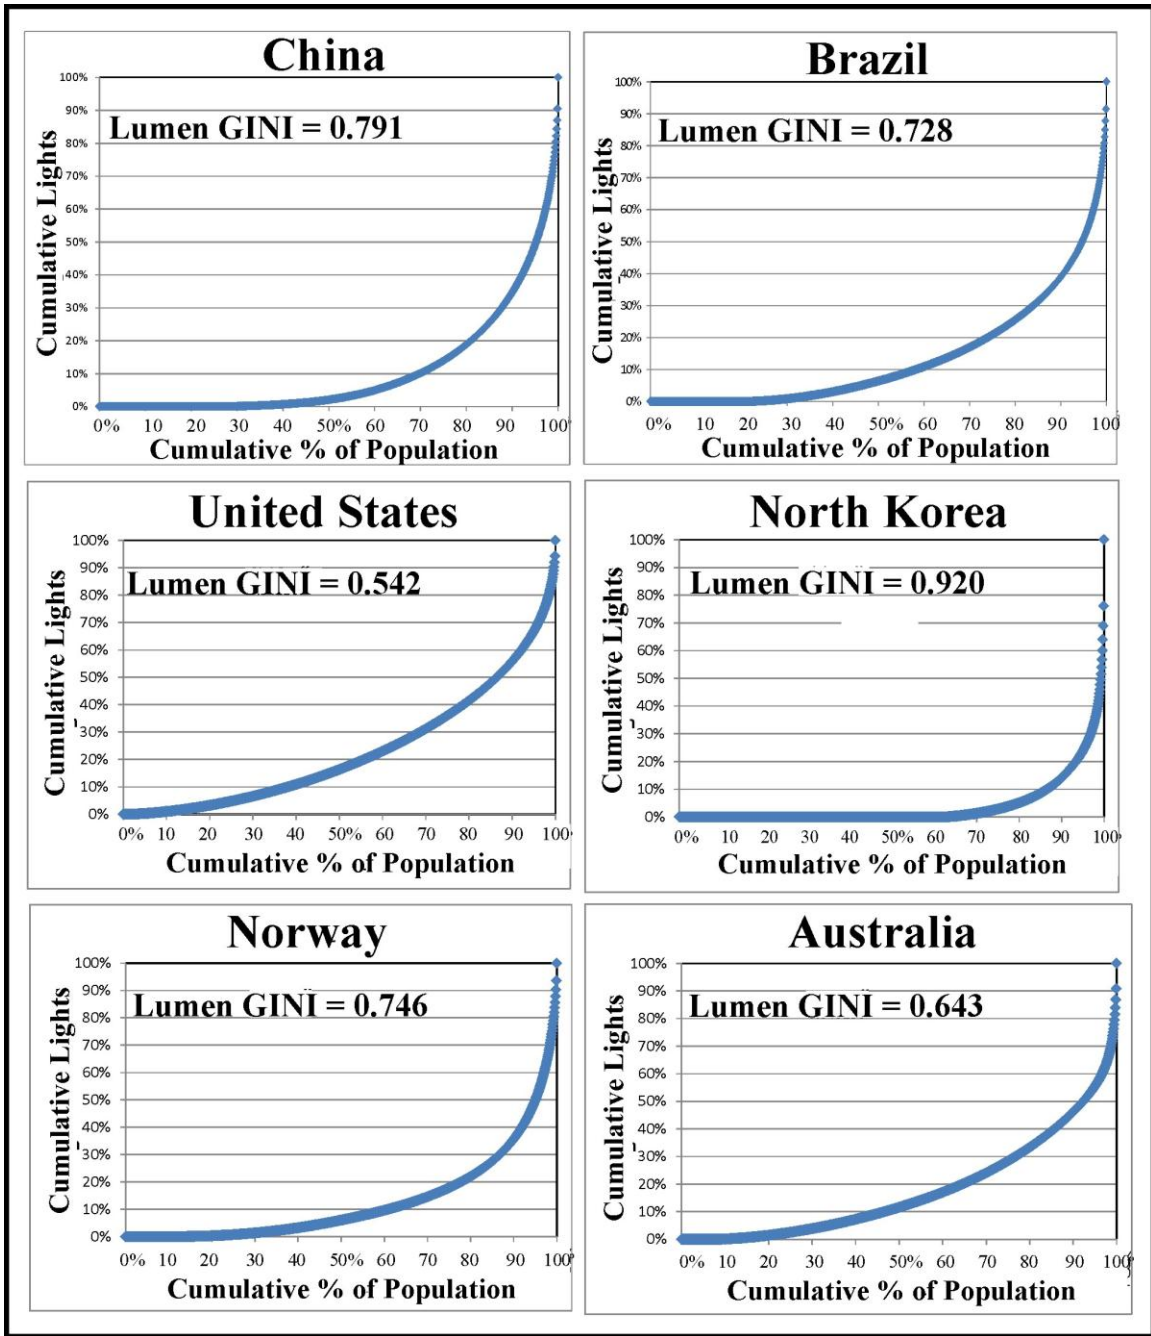 China
Lumen GINI = 0.791
Cumulative Lights
100%
90%
80%
70%
60%
50%
40%
30%
20%
10%
0%
0% 10 20 30 40 50% 60 70 80 90 100%
Cumulative % of Population
Brazil
Lumen GINI = 0.728
Cumulative Lights
100%
90%
80%
70%
60%
50%
40%
30%
20%
10%
0%
0% 10 20 30 40 50% 60 70 80 90 100%
Cumulative % of Population
United States
Lumen GINI = 0.542
Cumulative Lights
100%
90%
80%
70%
60%
50%
40%
30%
20%
10%
0%
0% 10 20 30 40 50% 60 70 80 90 100%
Cumulative % of Population
North Korea
Lumen GINI = 0.920
Cumulative Lights
100%
90%
80%
70%
60%
50%
40%
30%
20%
10%
0%
0% 10 20 30 40 50% 60 70 80 90 100%
Cumulative % of Population
Norway
Lumen GINI = 0.746
Cumulative Lights
100%
90%
80%
70%
60%
50%
40%
30%
20%
10%
0%
0% 10 20 30 40 50% 60 70 80 90 100%
Cumulative % of Population
Australia
Lumen GINI = 0.643
Cumulative Lights
100%
90%
80%
70%
60%
50%
40%
30%
20%
10%
0%
0% 10 20 30 40 50% 60 70 80 90 100%
Cumulative % of Population